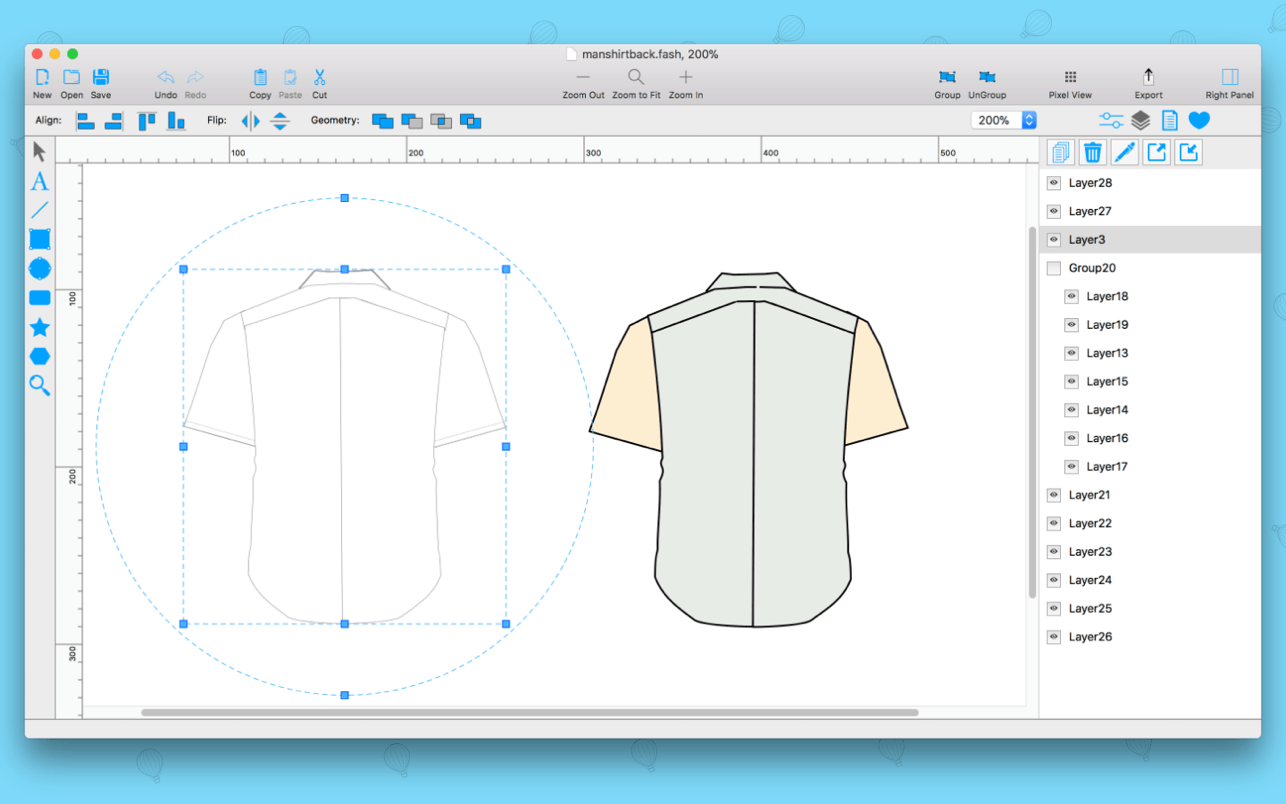 manshirtback.fash, 200%
New Open Save Undo Redo Copy Paste Cut Zoom Out Zoom to Fit Zoom In Group UnGroup Pixel View Export Right Panel
Align: Flip: Geometry: 200%
100 200 300 400 500
A
100
200
300
Layer28
Layer27
Layer3
Group20
Layer18
Layer19
Layer13
Layer15
Layer14
Layer16
Layer17
Layer21
Layer22
Layer23
Layer24
Layer25
Layer26